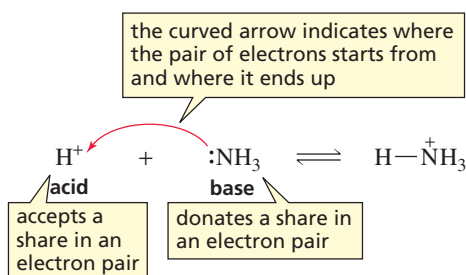 the curved arrow indicates where
the pair of electrons starts from
and where it ends up
H⁺ + :NH₃ ⇌ H—N⁺H₃
acid base
accepts a
share in an
electron pair
donates a share in
an electron pair